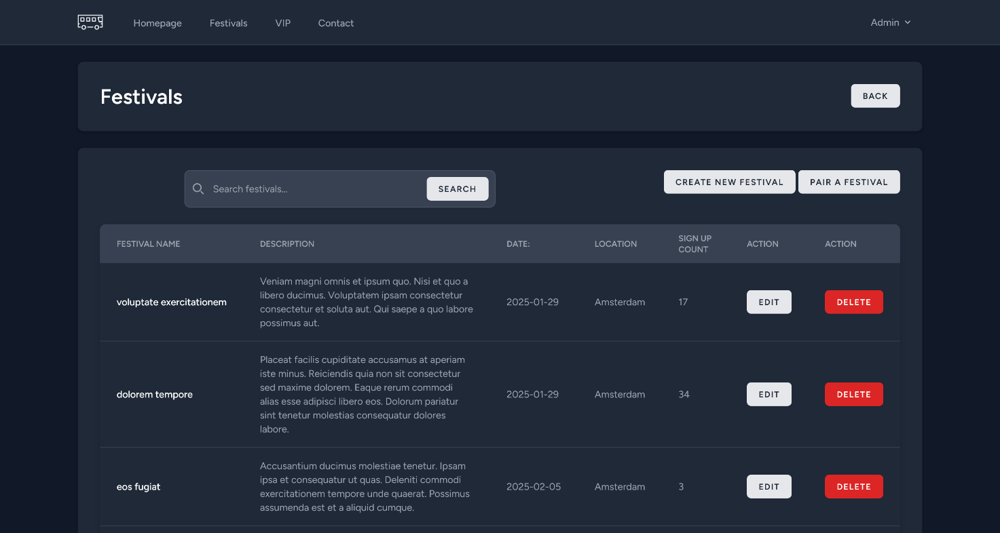 Homepage Festivals VIP Contact Admin
Festivals BACK
Search festivals... SEARCH CREATE NEW FESTIVAL PAIR A FESTIVAL
FESTIVAL NAME DESCRIPTION DATE: LOCATION SIGN UP COUNT ACTION ACTION
voluptate exercitationem
Veniam magni omnis et ipsum quo. Nisi et quo a
libero ducimus. Voluptatem ipsam consectetur
consectetur et soluta aut. Qui saepe a quo labore
possimus aut.
2025-01-29 Amsterdam 17 EDIT DELETE
dolorem tempore
Placeat facilis cupiditate accusamus at aperiam
iste minus. Reiciendis quia non sit consectetur
sed maxime dolorem. Eaque rerum commodi
alias esse adipisci libero eos. Dolorum pariatur
sint tenetur molestias consequatur dolores
labore.
2025-01-29 Amsterdam 34 EDIT DELETE
eos fugiat
Accusantium ducimus molestiae tenetur. Ipsam
ipsa et consequatur ut quas. Deleniti commodi
exercitationem tempore unde quaerat. Possimus
assumenda est et a aliquid cumque.
2025-02-05 Amsterdam 3 EDIT DELETE